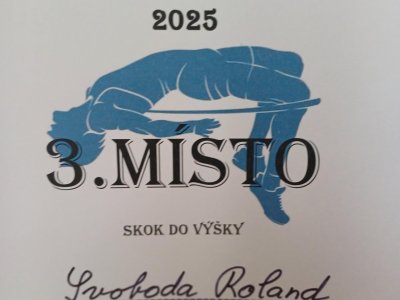 2025
3.MÍSTO
SKOK DO VÝŠKY
Svoboda Roland